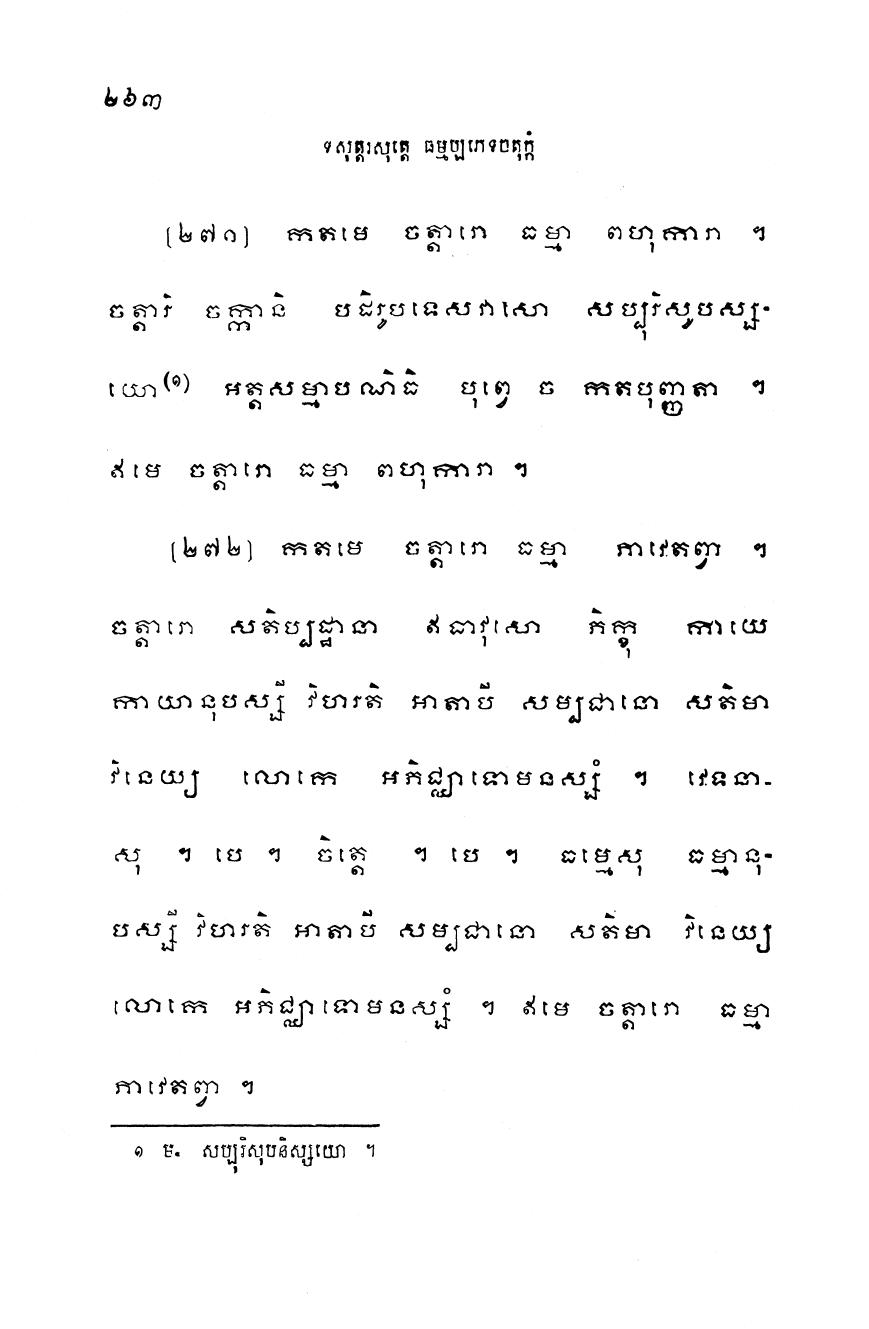 ២៦៣
ទសុត្តរសុត្តេ ធម្មប្បភេទចតុក្កំ
(២៧១) កតមេ ចត្តារោ ធម្មា ពហុការា ។
ចត្តារិ ចក្កានិ បដិរូបទេសវាសោ សប្បុរិសូបស្ស-
យោ(១) អត្តសម្មាបណិធិ បុព្វេ ច កតបុញ្ញតា ។
ឥមេ ចត្តារោ ធម្មា ពហុការា ។
(២៧២) កតមេ ចត្តារោ ធម្មា ភាវេតព្វា ។
ចត្តារោ សតិប្បដ្ឋានា ឥធាវុសោ ភិក្ខុ កាយេ
កាយានុបស្សី វិហរតិ អាតាបី សម្បជានោ សតិមា
វិនេយ្យ លោកេ អភិជ្ឈាទោមនស្សំ ។ វេទនា-
សុ ។ បេ ។ ចិត្តេ ។ បេ ។ ធម្មេសុ ធម្មានុ-
បស្សី វិហរតិ អាតាបី សម្បជានោ សតិមា វិនេយ្យ
លោកេ អភិជ្ឈាទោមនស្សំ ។ ឥមេ ចត្តារោ ធម្មា
ភាវេតព្វា ។
១ ម. សប្បុរិសុបនិស្សយោ ។